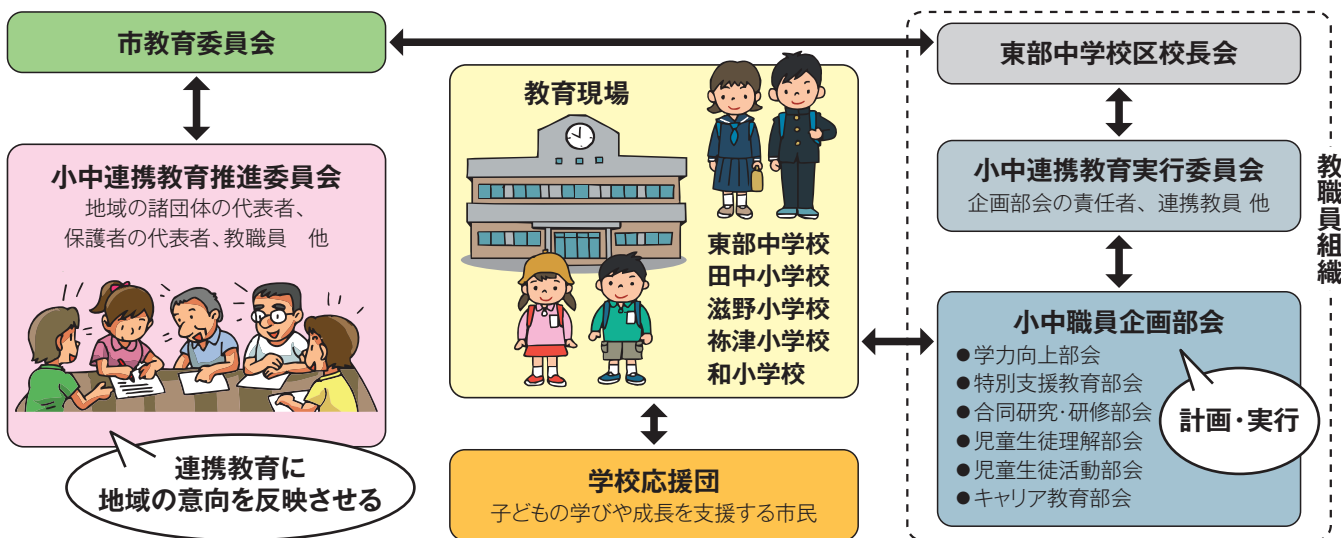 市教育委員会
小中連携教育推進委員会
地域の諸団体の代表者、
保護者の代表者、教職員　他
連携教育に
地域の意向を反映させる
教育現場
東部中学校
田中小学校
滋野小学校
祢津小学校
和小学校
学校応援団
子どもの学びや成長を支援する市民
東部中学校区校長会
小中連携教育実行委員会
企画部会の責任者、連携教員 他
小中職員企画部会
●学力向上部会
●特別支援教育部会
●合同研究・研修部会
●児童生徒理解部会
●児童生徒活動部会
●キャリア教育部会
計画・実行
教職員組織